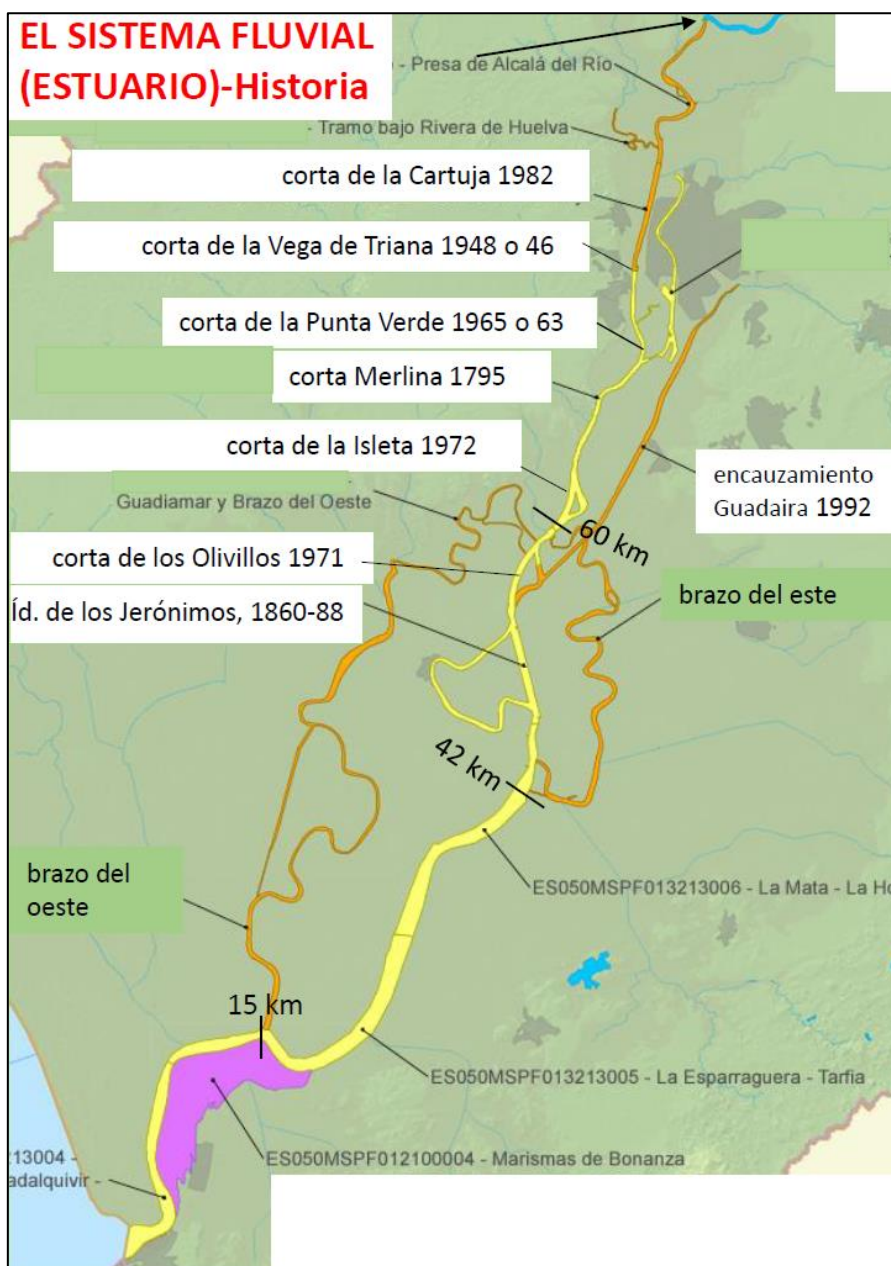 EL SISTEMA FLUVIAL
(ESTUARIO)-Historia
- Presa de Alcalá del Río
- Tramo bajo Rivera de Huelva
corta de la Cartuja 1982
corta de la Vega de Triana 1948 o 46
corta de la Punta Verde 1965 o 63
corta Merlina 1795
corta de la Isleta 1972
encauzamiento
Guadaira 1992
Guadiamar y Brazo del Oeste
60 km
corta de los Olivillos 1971
brazo del este
Íd. de los Jerónimos, 1860-88
42 km
brazo del
oeste
ES050MSPF013213006 - La Mata - La Ho
15 km
ES050MSPF013213005 - La Esparraguera - Tarfia
ES050MSPF012100004 - Marismas de Bonanza
213004 -
adalquivir -